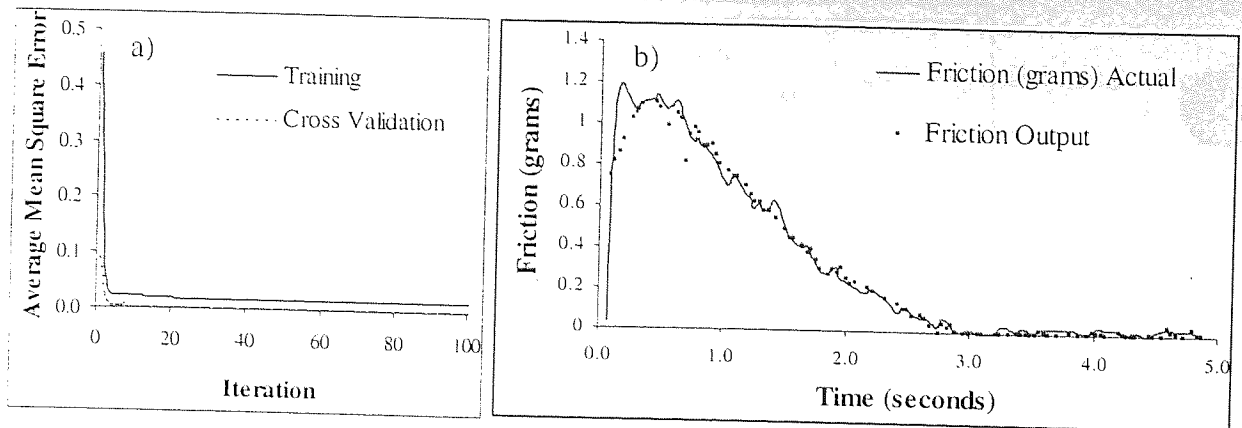 a)
Average Mean Square Error
0.5
0.4
0.3
0.2
0.1
0.0
Training
Cross Validation
0 20 40 60 80 100
Iteration
b)
Friction (grams)
1.4
1.2
1
0.8
0.6
0.4
0.2
0
Friction (grams) Actual
Friction Output
0.0 1.0 2.0 3.0 4.0 5.0
Time (seconds)